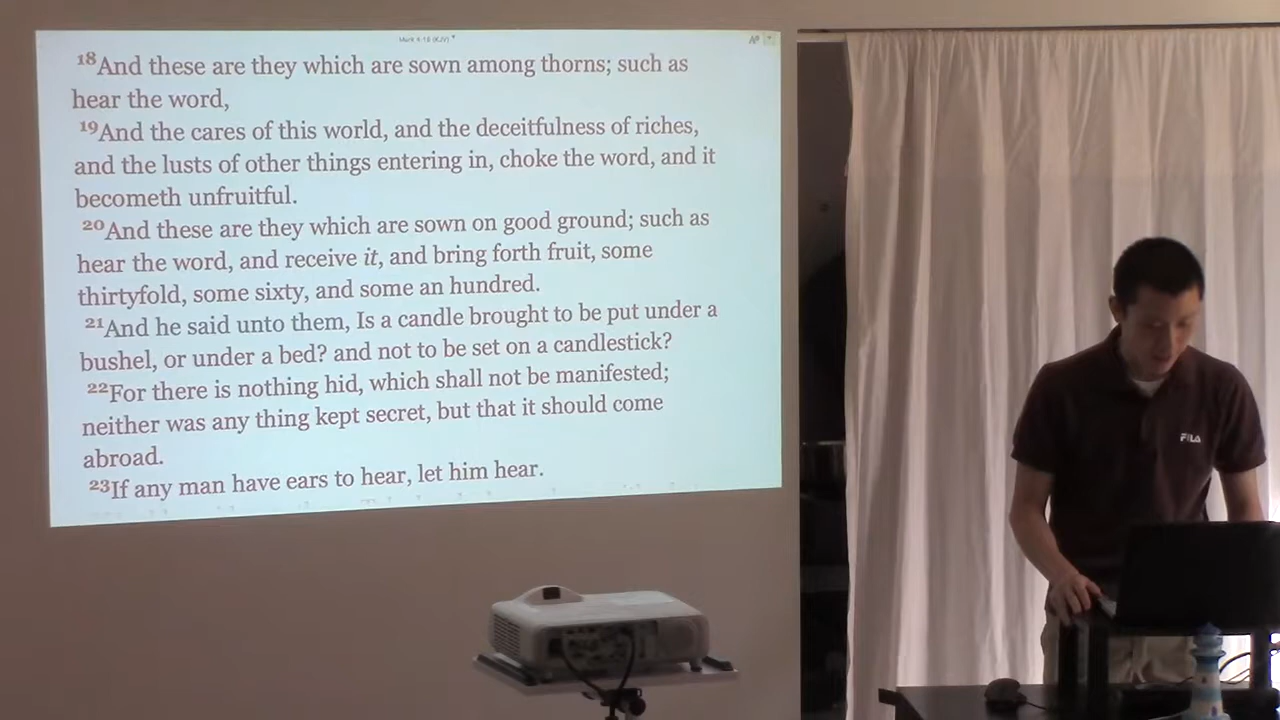 Mark 4:18 (KJV)
18And these are they which are sown among thorns; such as
hear the word,
19And the cares of this world, and the deceitfulness of riches,
and the lusts of other things entering in, choke the word, and it
becometh unfruitful.
20And these are they which are sown on good ground; such as
hear the word, and receive it, and bring forth fruit, some
thirtyfold, some sixty, and some an hundred.
21And he said unto them, Is a candle brought to be put under a
bushel, or under a bed? and not to be set on a candlestick?
22For there is nothing hid, which shall not be manifested;
neither was any thing kept secret, but that it should come
abroad.
23If any man have ears to hear, let him hear.
FILA